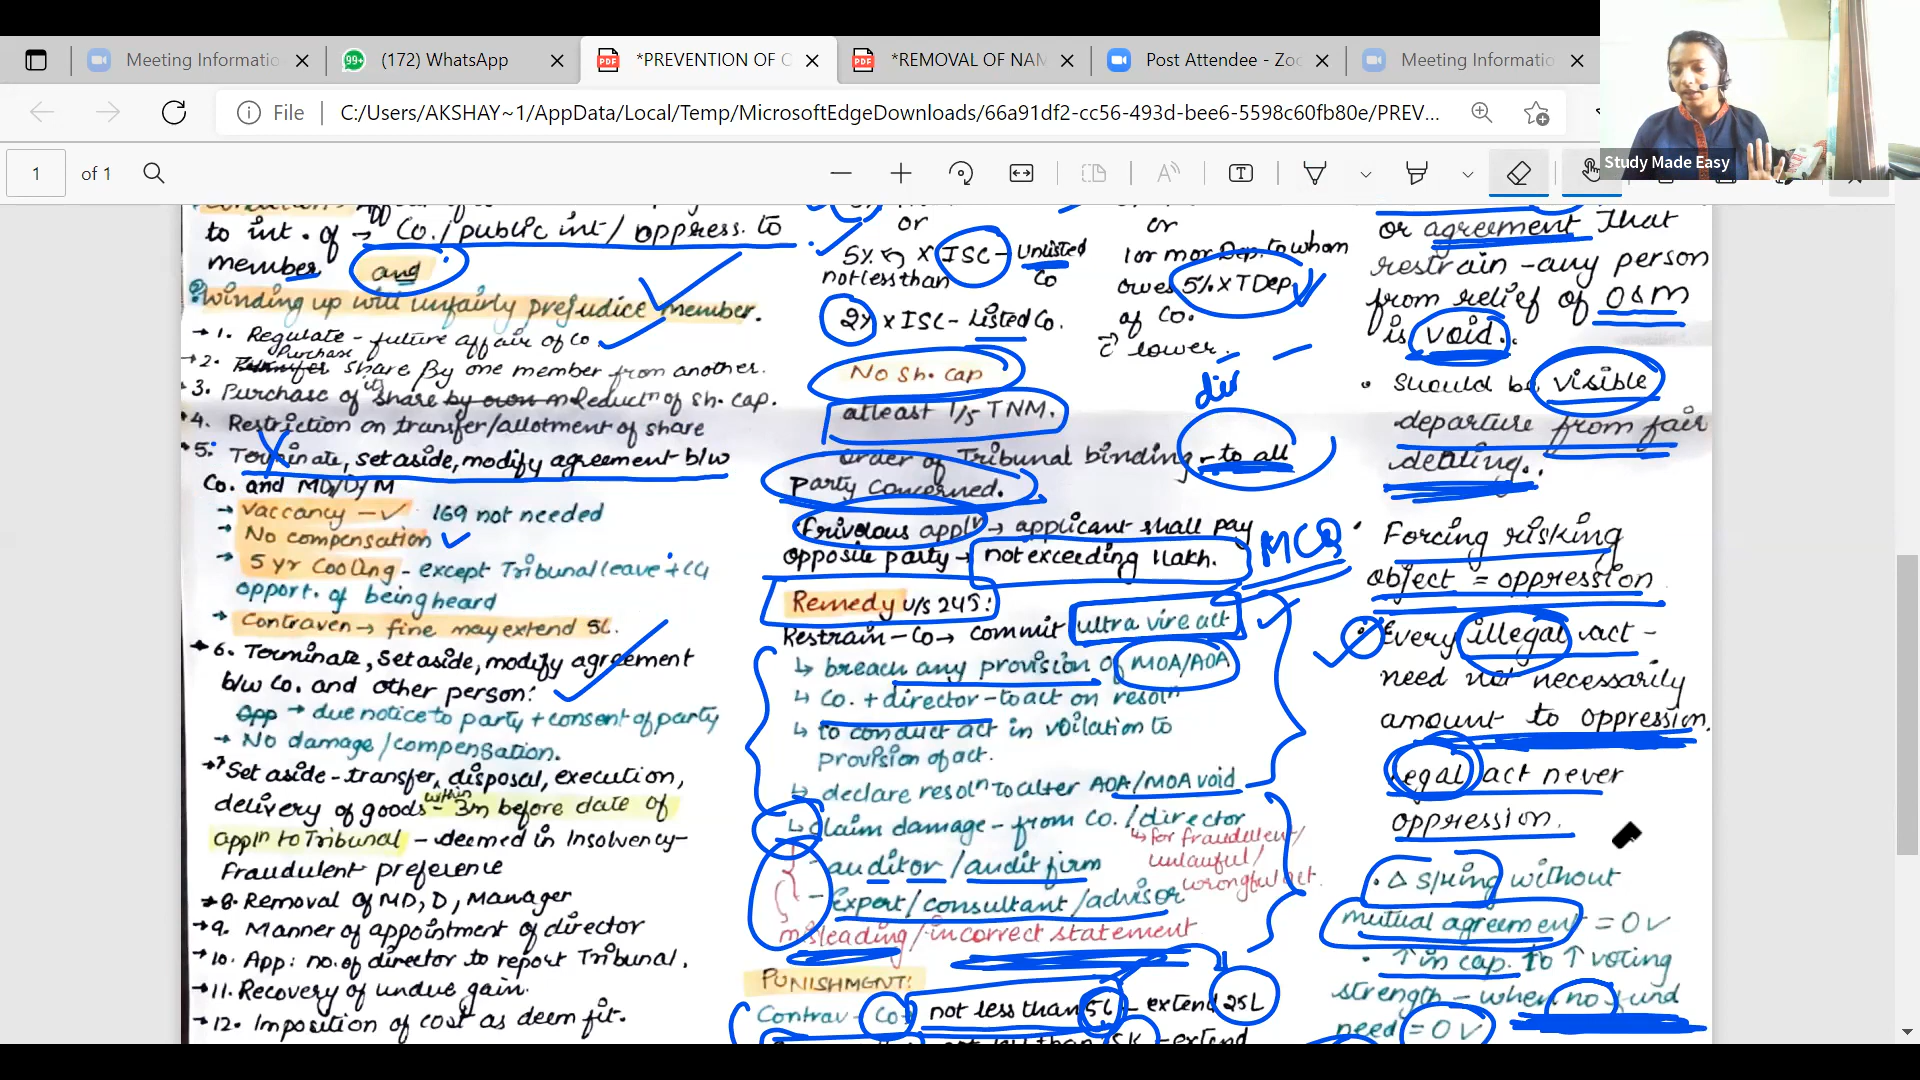 Meeting Informatio
(172) WhatsApp
*PREVENTION OF O
*REMOVAL OF NAM
Post Attendee - Zoo
Meeting Informatio
File
C:/Users/AKSHAY~1/AppData/Local/Temp/MicrosoftEdgeDownloads/66a91df2-cc56-493d-bee6-5598c60fb80e/PREV...
1 of 1
Study Made Easy
to int. of → Co./public int/oppress. to
member and
winding up will unfairly prejudice member.
→ 1. Regulate - future affair of Co
→ 2. Purchase share by one member from another.
→ 3. Purchase of its share Reductn of sh. cap.
→ 4. Restriction on transfer/allotment of share
→ 5. Terminate, set aside, modify agreement b/w
Co. and MD/D/M
→ Vaccancy - ✓ 169 not needed
→ No compensation
→ 5 yr Cooling - except Tribunal leave + CG
opport. of being heard
→ Contraven → fine may extend 5L.
→ 6. Terminate, Set aside, modify agreement
b/w Co. and other person:
→ due notice to party + consent of party
→ No damage/compensation.
→ 7 Set aside - transfer, disposal, execution,
delivery of goods - within 3m before date of
appln to Tribunal - deemed in Insolvency-
Fraudulent preference
→ 8. Removal of MD, D, Manager
→ 9. Manner of appointment of director
→ 10. App: no. of director to report Tribunal.
→ 11. Recovery of undue gain.
→ 12. Imposition of cost as deem fit.
or
5% x ISC - Unlisted
not less than Co
2% x ISC - Listed Co.
No Sh. Cap
atleast 1/5 TNM.
or
1 or mor Dep. to whom
owes 5% x T Dep
of Co.
lower.
div
order of Tribunal binding - to all
party concerned.
frivolous appln → applicant shall pay
opposite party → not exceeding 1 lakh.
MCQ
Remedy u/s 245:
Restrain - Co → commit ultra vire act
↳ breach any provision of MOA/AOA
↳ Co. + director - to act on resoln
↳ to conduct act in voilation to
provision of act.
↳ declare resoln to alter AOA/MOA void
↳ claim damage - from Co./director
↳ for fraudulent/
unlawful/
wrongful act.
- auditor/audit firm
- expert/consultant/advisor
misleading/incorrect statement
PUNISHMENT:
Contrav - Co not less than 5L - extend 25L
5K - extend
or agreement that
restrain - any person
from relief of O&M
is void.
• Should be visible
departure from fair
dealing.
• Forcing risking
object = oppression
• Every illegal act -
need not necessarily
amount to oppression.
legal act never
oppression.
• Δ s/hing without
mutual agreement = O ✓
• ↑ in cap. to ↑ voting
strength - when no fund
need = O ✓